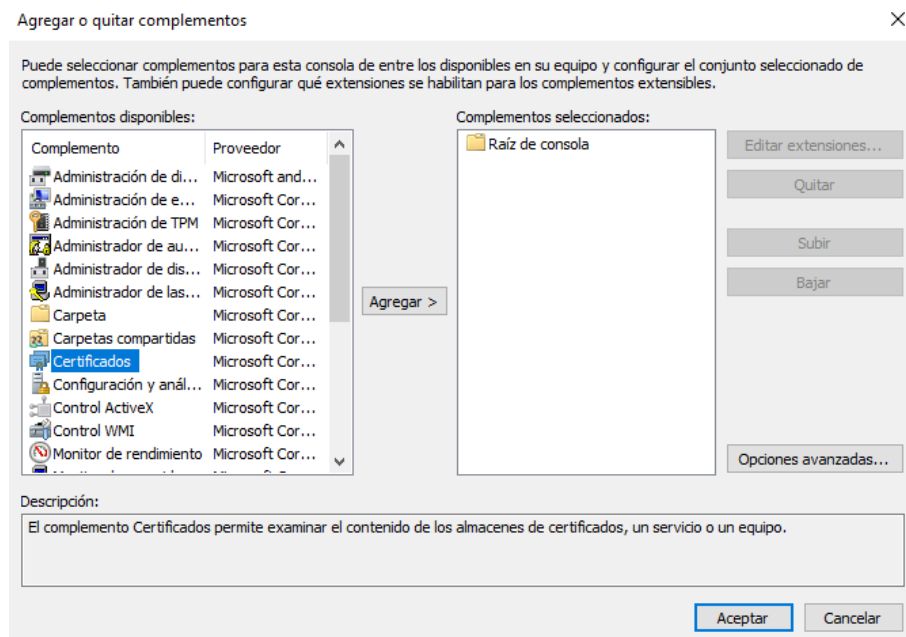 Agregar o quitar complementos
Puede seleccionar complementos para esta consola de entre los disponibles en su equipo y configurar el conjunto seleccionado de
complementos. También puede configurar qué extensiones se habilitan para los complementos extensibles.
Complementos disponibles:
Complemento Proveedor
Administración de di... Microsoft and...
Administración de e... Microsoft Cor...
Administración de TPM Microsoft Cor...
Administrador de au... Microsoft Cor...
Administrador de dis... Microsoft Cor...
Administrador de las... Microsoft Cor...
Carpeta Microsoft Cor...
Carpetas compartidas Microsoft Cor...
Certificados Microsoft Cor...
Configuración y anál... Microsoft Cor...
Control ActiveX Microsoft Cor...
Control WMI Microsoft Cor...
Monitor de rendimiento Microsoft Cor...
Agregar >
Complementos seleccionados:
Raíz de consola
Editar extensiones...
Quitar
Subir
Bajar
Opciones avanzadas...
Descripción:
El complemento Certificados permite examinar el contenido de los almacenes de certificados, un servicio o un equipo.
Aceptar Cancelar